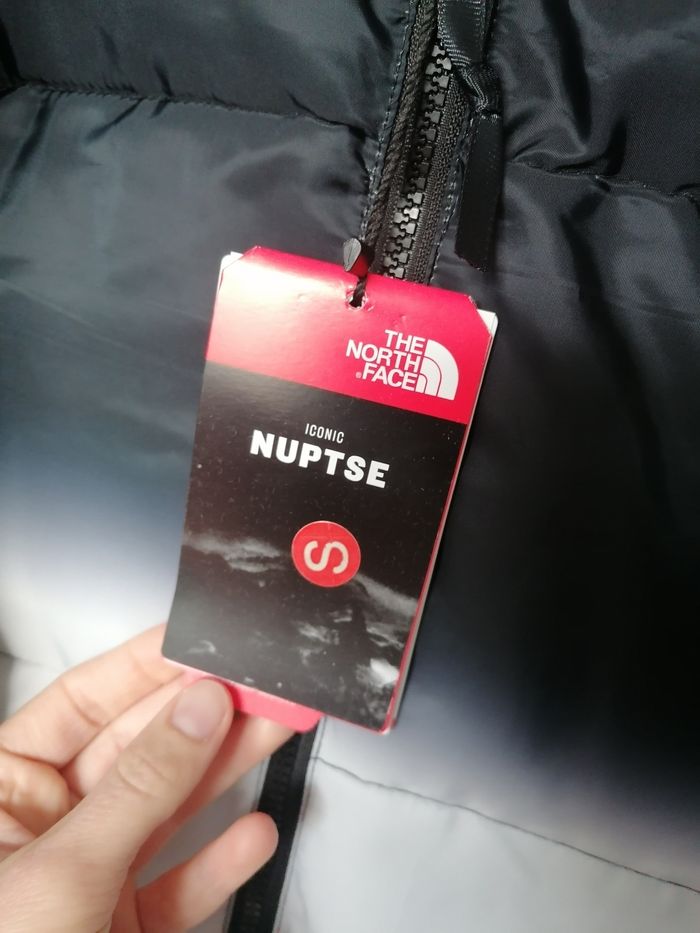 THE
NORTH
FACE
ICONIC
NUPTSE
S